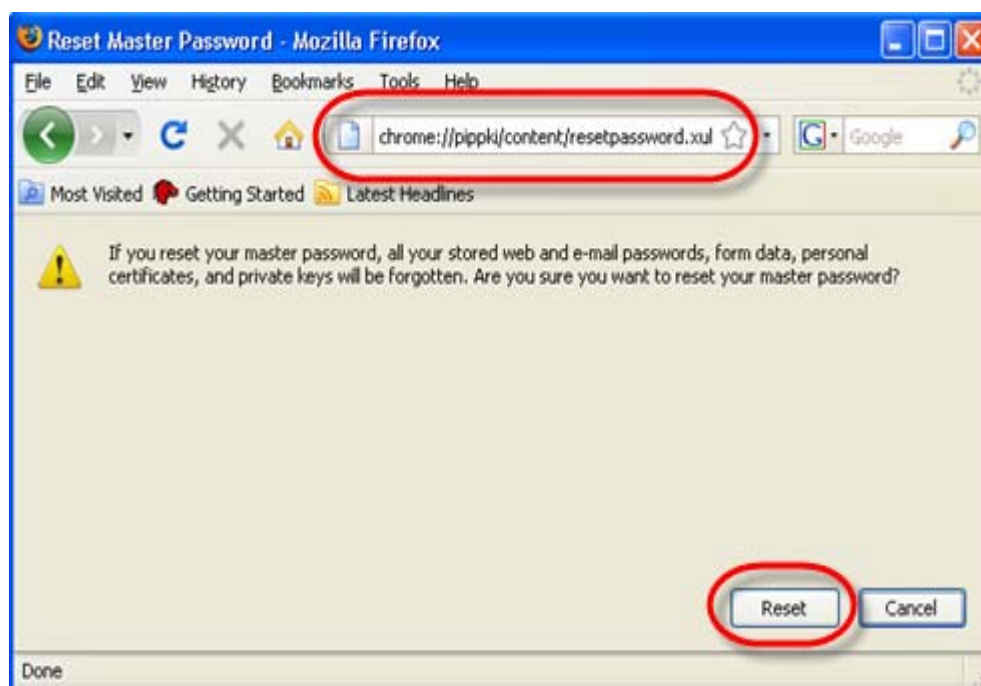 Reset Master Password - Mozilla Firefox
File Edit View History Bookmarks Tools Help
chrome://pippki/content/resetpassword.xul G Google
Most Visited Getting Started Latest Headlines
If you reset your master password, all your stored web and e-mail passwords, form data, personal
certificates, and private keys will be forgotten. Are you sure you want to reset your master password?
Reset Cancel
Done